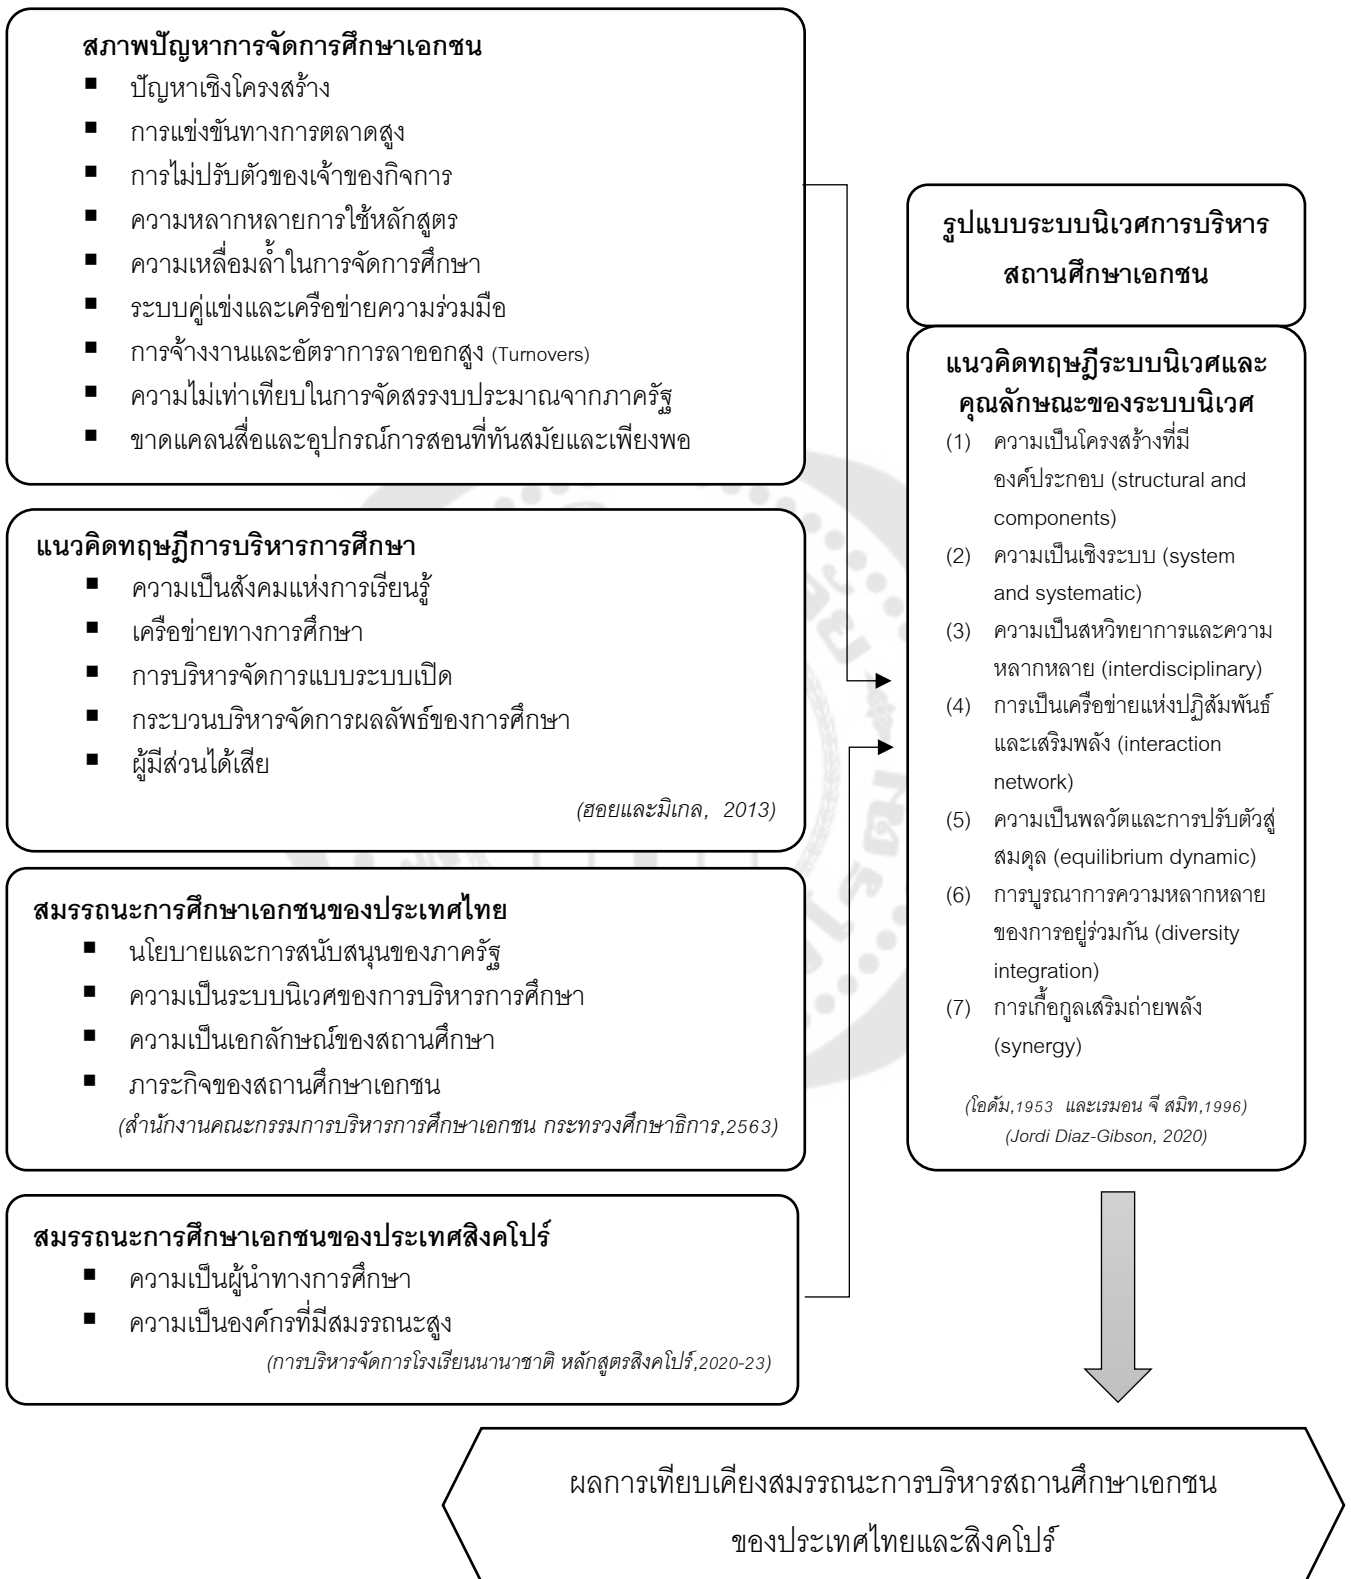 สภาพปัญหาการจัดการศึกษาเอกชน
▪ ปัญหาเชิงโครงสร้าง
▪ การแข่งขันทางการตลาดสูง
▪ การไม่ปรับตัวของเจ้าของกิจการ
▪ ความหลากหลายการใช้หลักสูตร
▪ ความเหลื่อมล้ำในการจัดการศึกษา
▪ ระบบคู่แข่งและเครือข่ายความร่วมมือ
▪ การจ้างงานและอัตราการลาออกสูง (Turnovers)
▪ ความไม่เท่าเทียบในการจัดสรรงบประมาณจากภาครัฐ
▪ ขาดแคลนสื่อและอุปกรณ์การสอนที่ทันสมัยและเพียงพอ
แนวคิดทฤษฎีการบริหารการศึกษา
▪ ความเป็นสังคมแห่งการเรียนรู้
▪ เครือข่ายทางการศึกษา
▪ การบริหารจัดการแบบระบบเปิด
▪ กระบวนบริหารจัดการผลลัพธ์ของการศึกษา
▪ ผู้มีส่วนได้เสีย
(ฮอยและมิเกล, 2013)
สมรรถนะการศึกษาเอกชนของประเทศไทย
▪ นโยบายและการสนับสนุนของภาครัฐ
▪ ความเป็นระบบนิเวศของการบริหารการศึกษา
▪ ความเป็นเอกลักษณ์ของสถานศึกษา
▪ ภาระกิจของสถานศึกษาเอกชน
(สำนักงานคณะกรรมการบริหารการศึกษาเอกชน กระทรวงศึกษาธิการ,2563)
สมรรถนะการศึกษาเอกชนของประเทศสิงคโปร์
▪ ความเป็นผู้นำทางการศึกษา
▪ ความเป็นองค์กรที่มีสมรรถนะสูง
(การบริหารจัดการโรงเรียนนานาชาติ หลักสูตรสิงคโปร์,2020-23)
รูปแบบระบบนิเวศการบริหาร
สถานศึกษาเอกชน
แนวคิดทฤษฎีระบบนิเวศและ
คุณลักษณะของระบบนิเวศ
(1) ความเป็นโครงสร้างที่มี
องค์ประกอบ (structural and
components)
(2) ความเป็นเชิงระบบ (system
and systematic)
(3) ความเป็นสหวิทยาการและความ
หลากหลาย (interdisciplinary)
(4) การเป็นเครือข่ายแห่งปฏิสัมพันธ์
และเสริมพลัง (interaction
network)
(5) ความเป็นพลวัตและการปรับตัวสู่
สมดุล (equilibrium dynamic)
(6) การบูรณาการความหลากหลาย
ของการอยู่ร่วมกัน (diversity
integration)
(7) การเกื้อกูลเสริมถ่ายพลัง
(synergy)
(โอดัม,1953 และเรมอน จี สมิท,1996)
(Jordi Diaz-Gibson, 2020)
ผลการเทียบเคียงสมรรถนะการบริหารสถานศึกษาเอกชน
ของประเทศไทยและสิงคโปร์